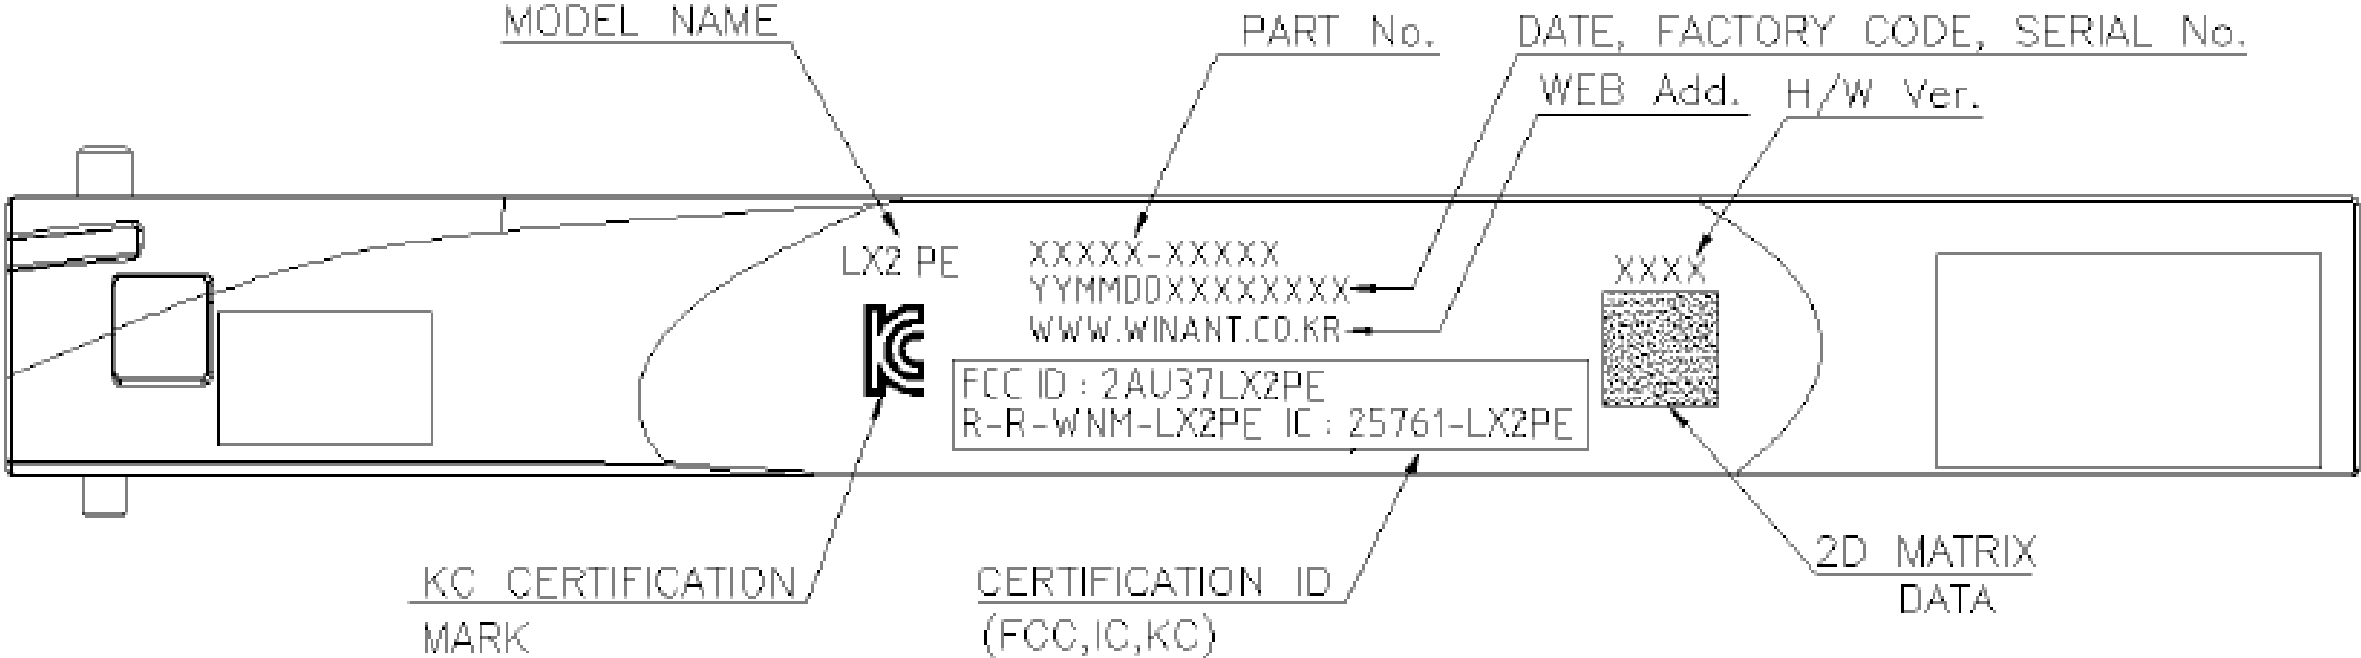 MODEL NAME
PART No.
DATE, FACTORY CODE, SERIAL No.
WEB Add.
H/W Ver.
LX2 PE
XXXXX-XXXXX
YYMMDDXXXXXXXX
WWW.WINANT.CO.KR
XXXX
KC
FCC ID : 2AU37LX2PE
R-R-WNM-LX2PE IC : 25761-LX2PE
KC CERTIFICATION
MARK
CERTIFICATION ID
(FCC,IC,KC)
2D MATRIX
DATA